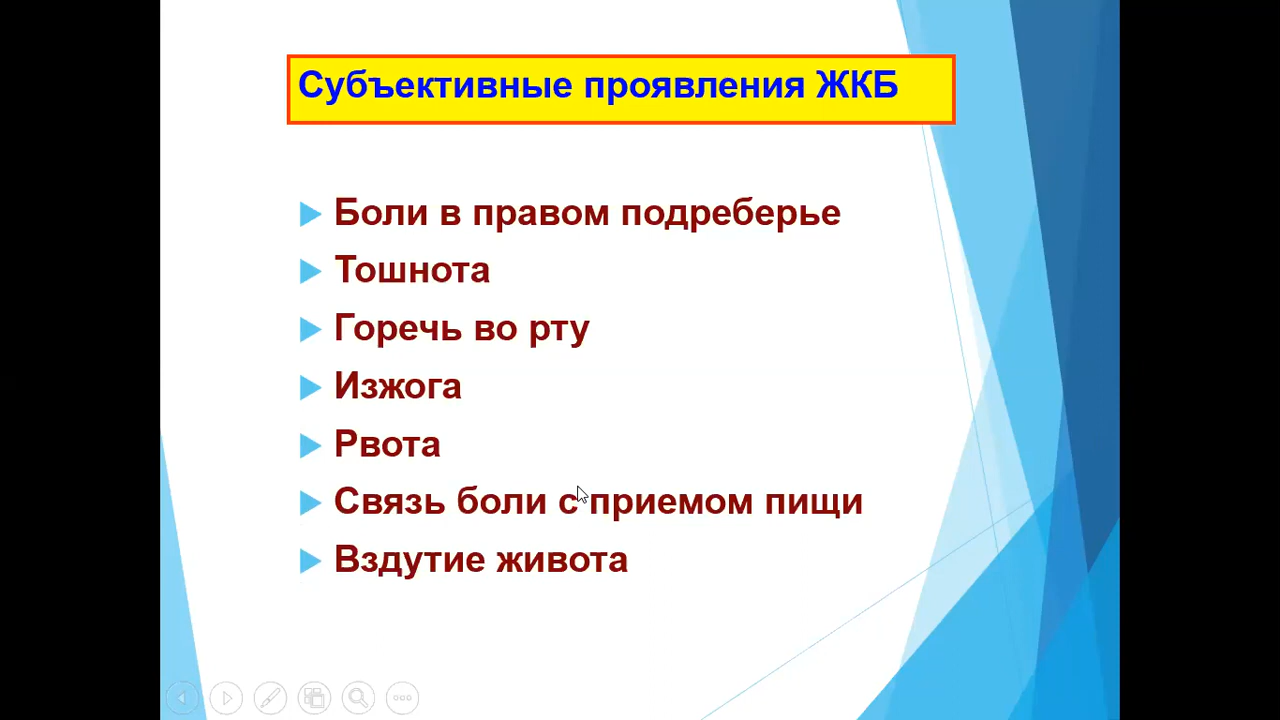 Субъективные проявления ЖКБ
Боли в правом подреберье
Тошнота
Горечь во рту
Изжога
Рвота
Связь боли с приемом пищи
Вздутие живота